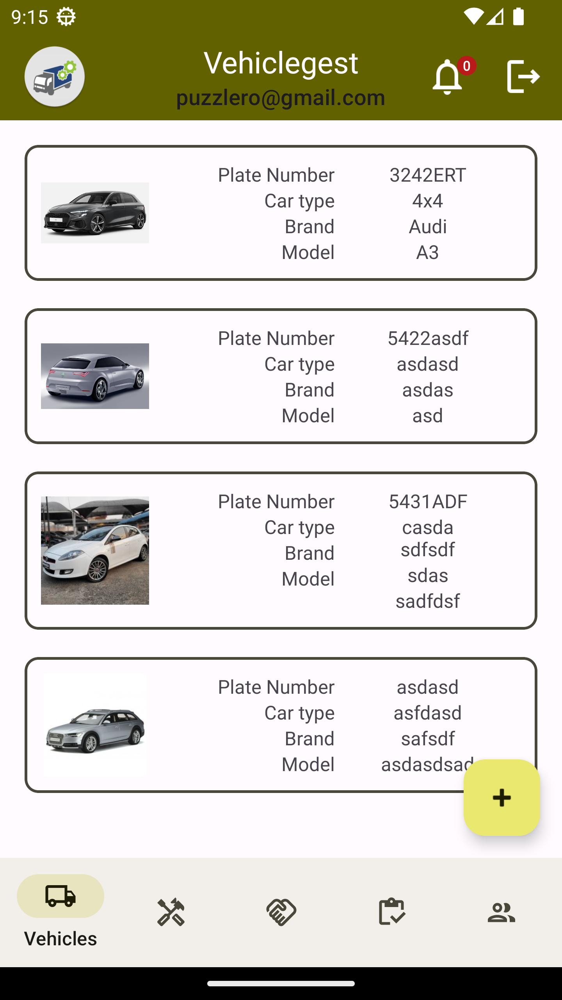 9:15
Vehiclegest
0
puzzlero@gmail.com
Plate Number 3242ERT
Car type 4x4
Brand Audi
Model A3
Plate Number 5422asdf
Car type asdasd
Brand asdas
Model asd
Plate Number 5431ADF
Car type casda
sdfsdf
Brand sdas
Model sadfdsf
Plate Number asdasd
Car type asfdasd
Brand safsdf
Model asdasdsad
Vehicles